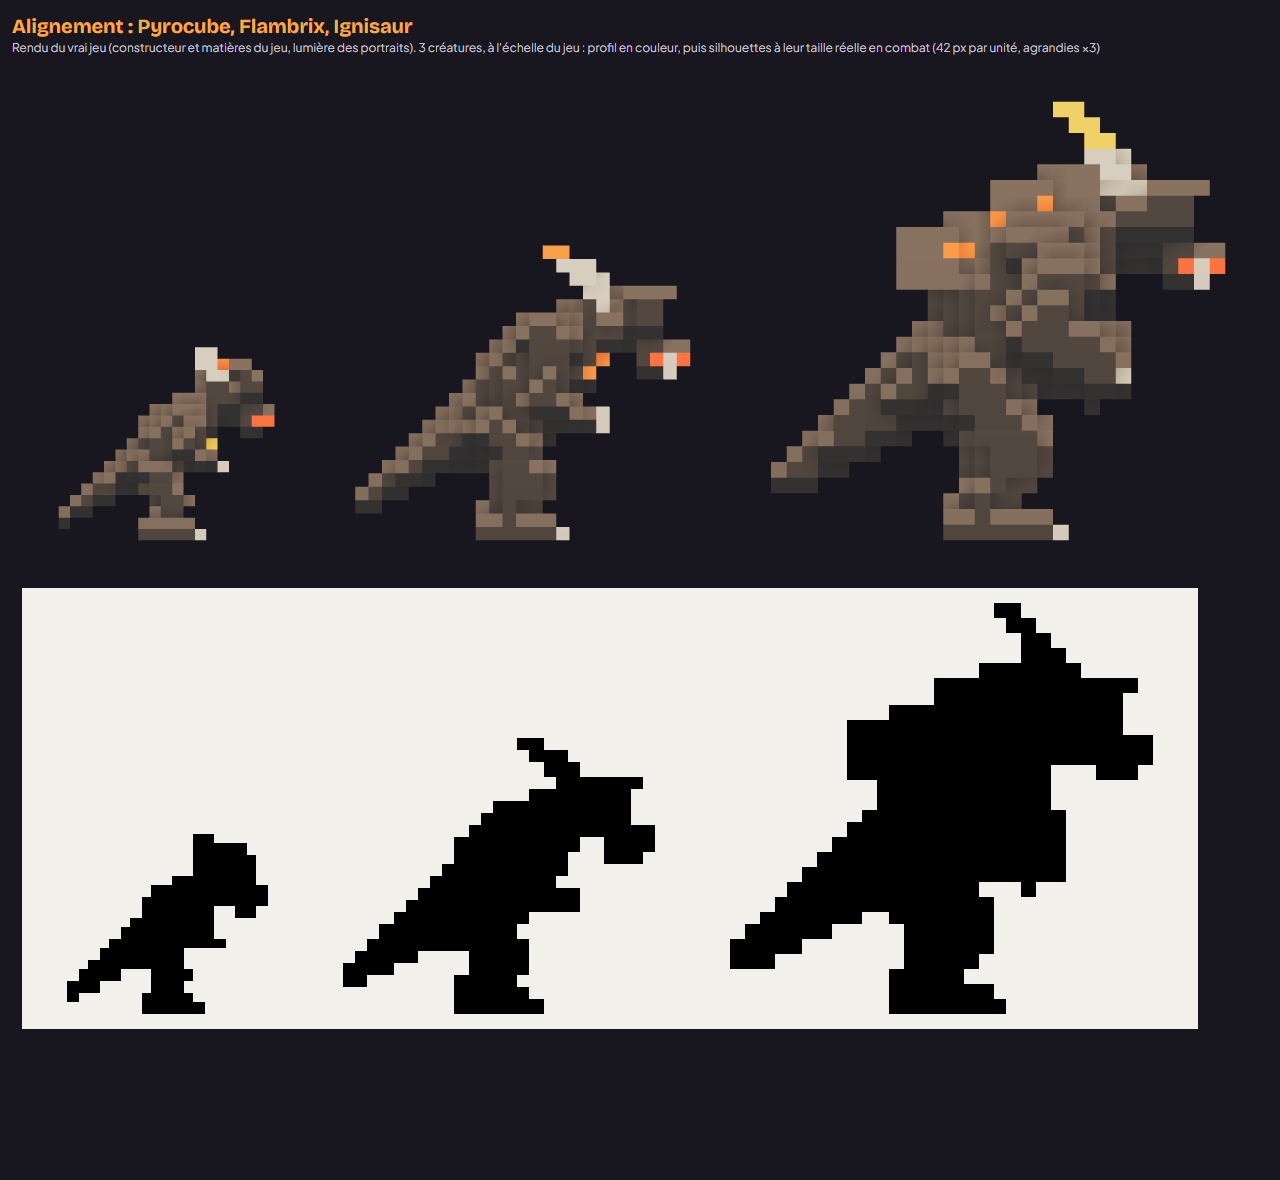 Alignement : Pyrocube, Flambrix, Ignisaur
Rendu du vrai jeu (constructeur et matières du jeu, lumière des portraits). 3 créatures, à l'échelle du jeu : profil en couleur, puis silhouettes à leur taille réelle en combat (42 px par unité, agrandies ×3)